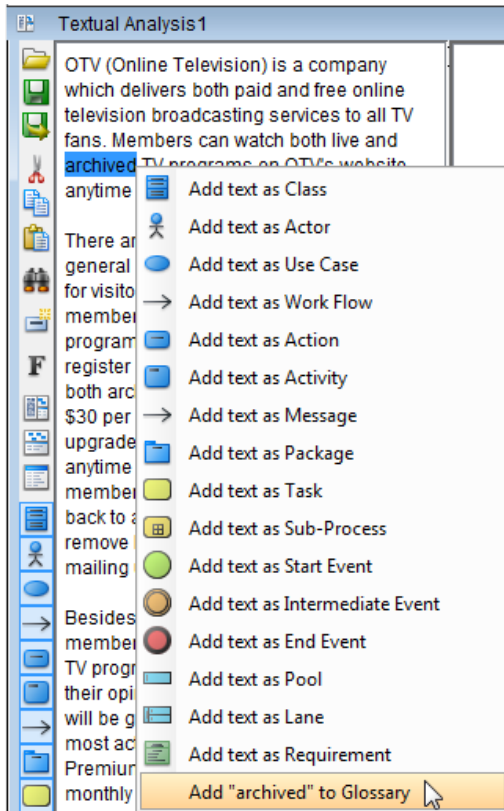 Textual Analysis1
OTV (Online Television) is a company
which delivers both paid and free online
television broadcasting services to all TV
fans. Members can watch both live and
archived TV programs on OTV's website
anytime
There ar
general
for visito
member
program
register
both arc
$30 per
upgrade
anytime
member
back to a
remove
mailing
Besides
member
TV progr
their opi
will be g
most act
Premium
monthly
F
Add text as Class
Add text as Actor
Add text as Use Case
Add text as Work Flow
Add text as Action
Add text as Activity
Add text as Message
Add text as Package
Add text as Task
Add text as Sub-Process
Add text as Start Event
Add text as Intermediate Event
Add text as End Event
Add text as Pool
Add text as Lane
Add text as Requirement
Add "archived" to Glossary